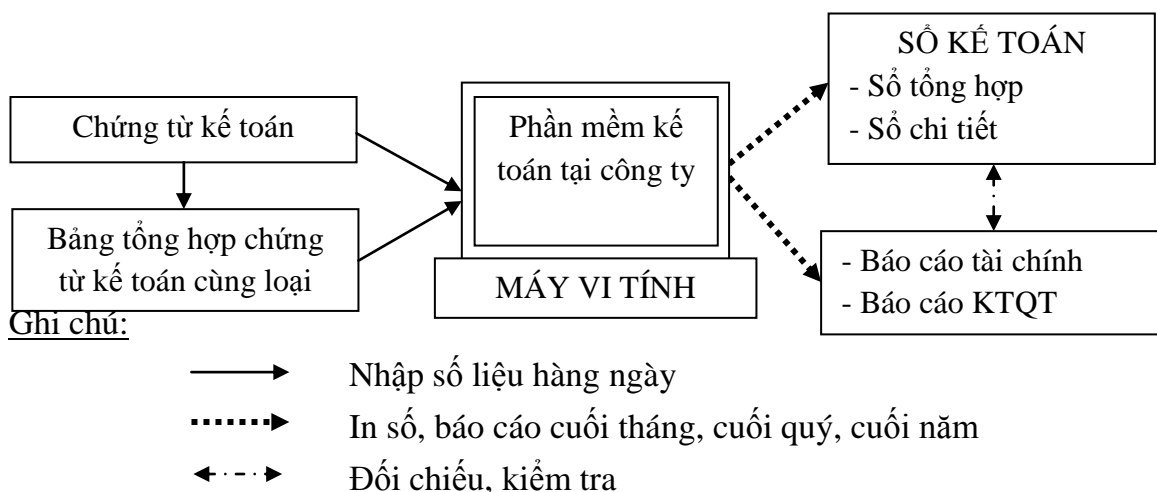 SỔ KẾ TOÁN
- Sổ tổng hợp
- Sổ chi tiết
Chứng từ kế toán
Phần mềm kế
toán tại công ty
Bảng tổng hợp chứng
từ kế toán cùng loại
MÁY VI TÍNH
- Báo cáo tài chính
- Báo cáo KTQT
Ghi chú:
Nhập số liệu hàng ngày
In sổ, báo cáo cuối tháng, cuối quý, cuối năm
Đối chiếu, kiểm tra